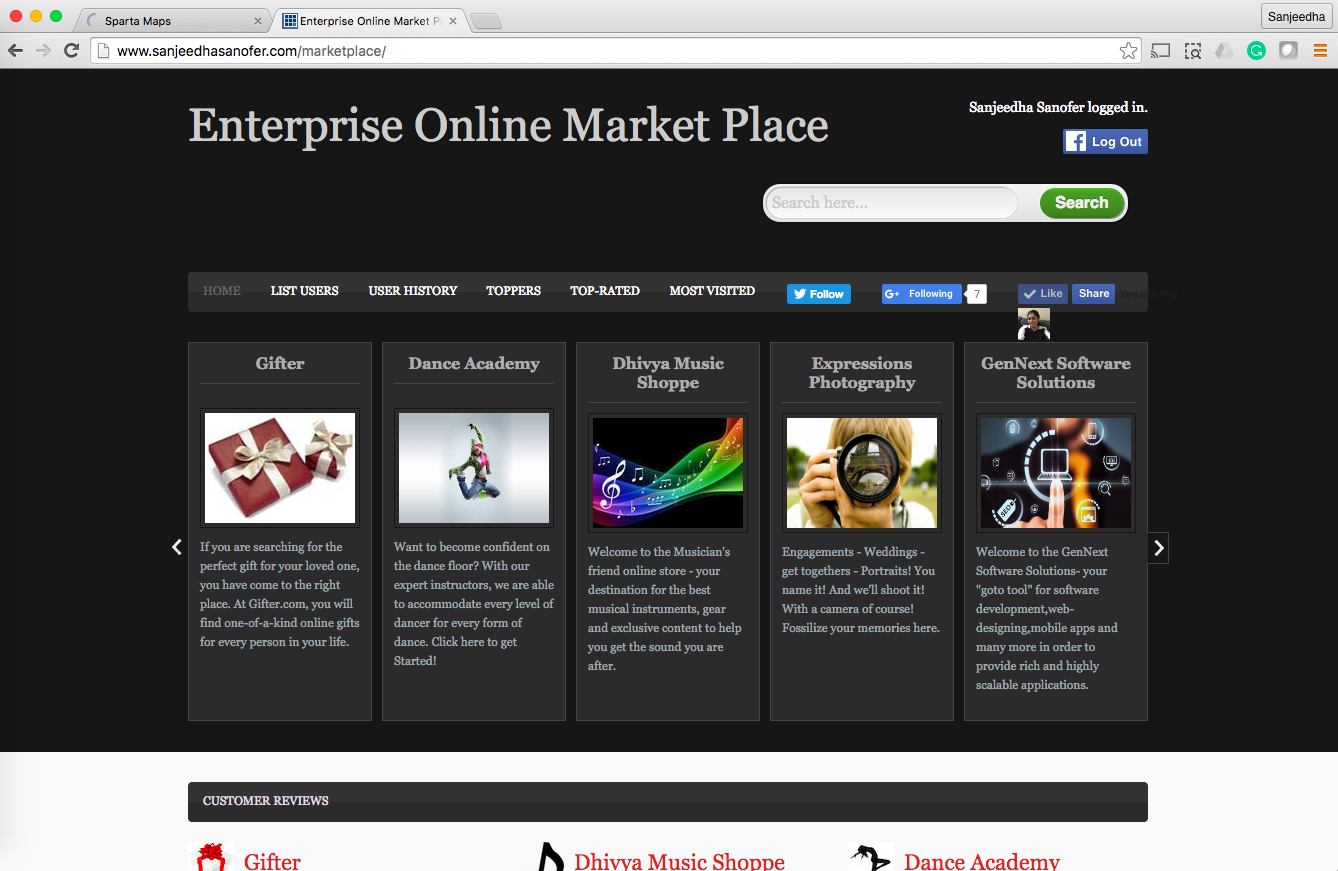 Sparta Maps
Enterprise Online Market Pl
Sanjeedha
www.sanjeedhasanofer.com/marketplace/
Enterprise Online Market Place
Sanjeedha Sanofer logged in.
Log Out
Search here...
Search
HOME
LIST USERS
USER HISTORY
TOPPERS
TOP-RATED
MOST VISITED
Follow
G+ Following
7
Like
Share
You like this
Gifter
If you are searching for the
perfect gift for your loved one,
you have come to the right
place. At Gifter.com, you will
find one-of-a-kind online gifts
for every person in your life.
Dance Academy
Want to become confident on
the dance floor? With our
expert instructors, we are able
to accommodate every level of
dancer for every form of
dance. Click here to get
Started!
Dhivya Music
Shoppe
Welcome to the Musician's
friend online store - your
destination for the best
musical instruments, gear
and exclusive content to help
you get the sound you are
after.
Expressions
Photography
Engagements - Weddings -
get togethers - Portraits! You
name it! And we'll shoot it!
With a camera of course!
Fossilize your memories here.
GenNext Software
Solutions
SEO
Welcome to the GenNext
Software Solutions- your
"goto tool" for software
development,web-
designing,mobile apps and
many more in order to
provide rich and highly
scalable applications.
CUSTOMER REVIEWS
Gifter
Dhivya Music Shoppe
Dance Academy